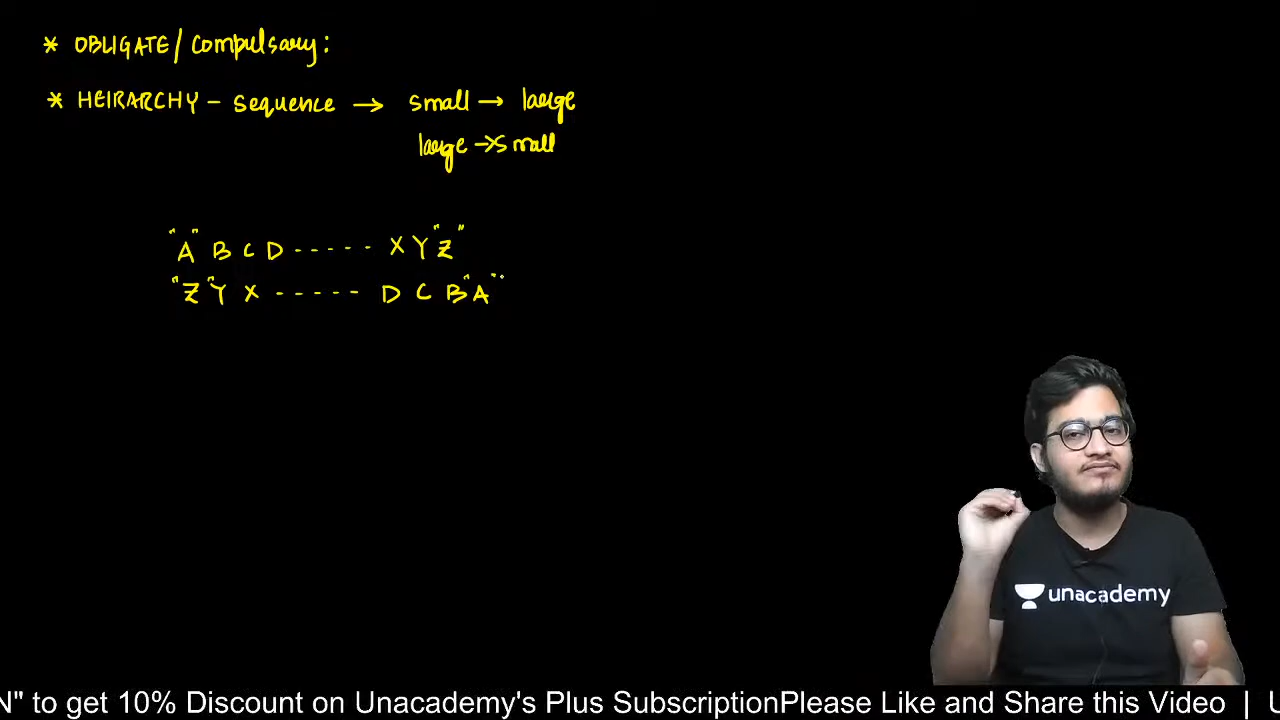 * OBLIGATE/ Compulsary:
* HEIRARCHY - sequence → small → large
large → small
"A" B C D ----- X Y "Z"
"Z" Y X ------ D C B "A"
unacademy
N" to get 10% Discount on Unacademy's Plus SubscriptionPlease Like and Share this Video | U